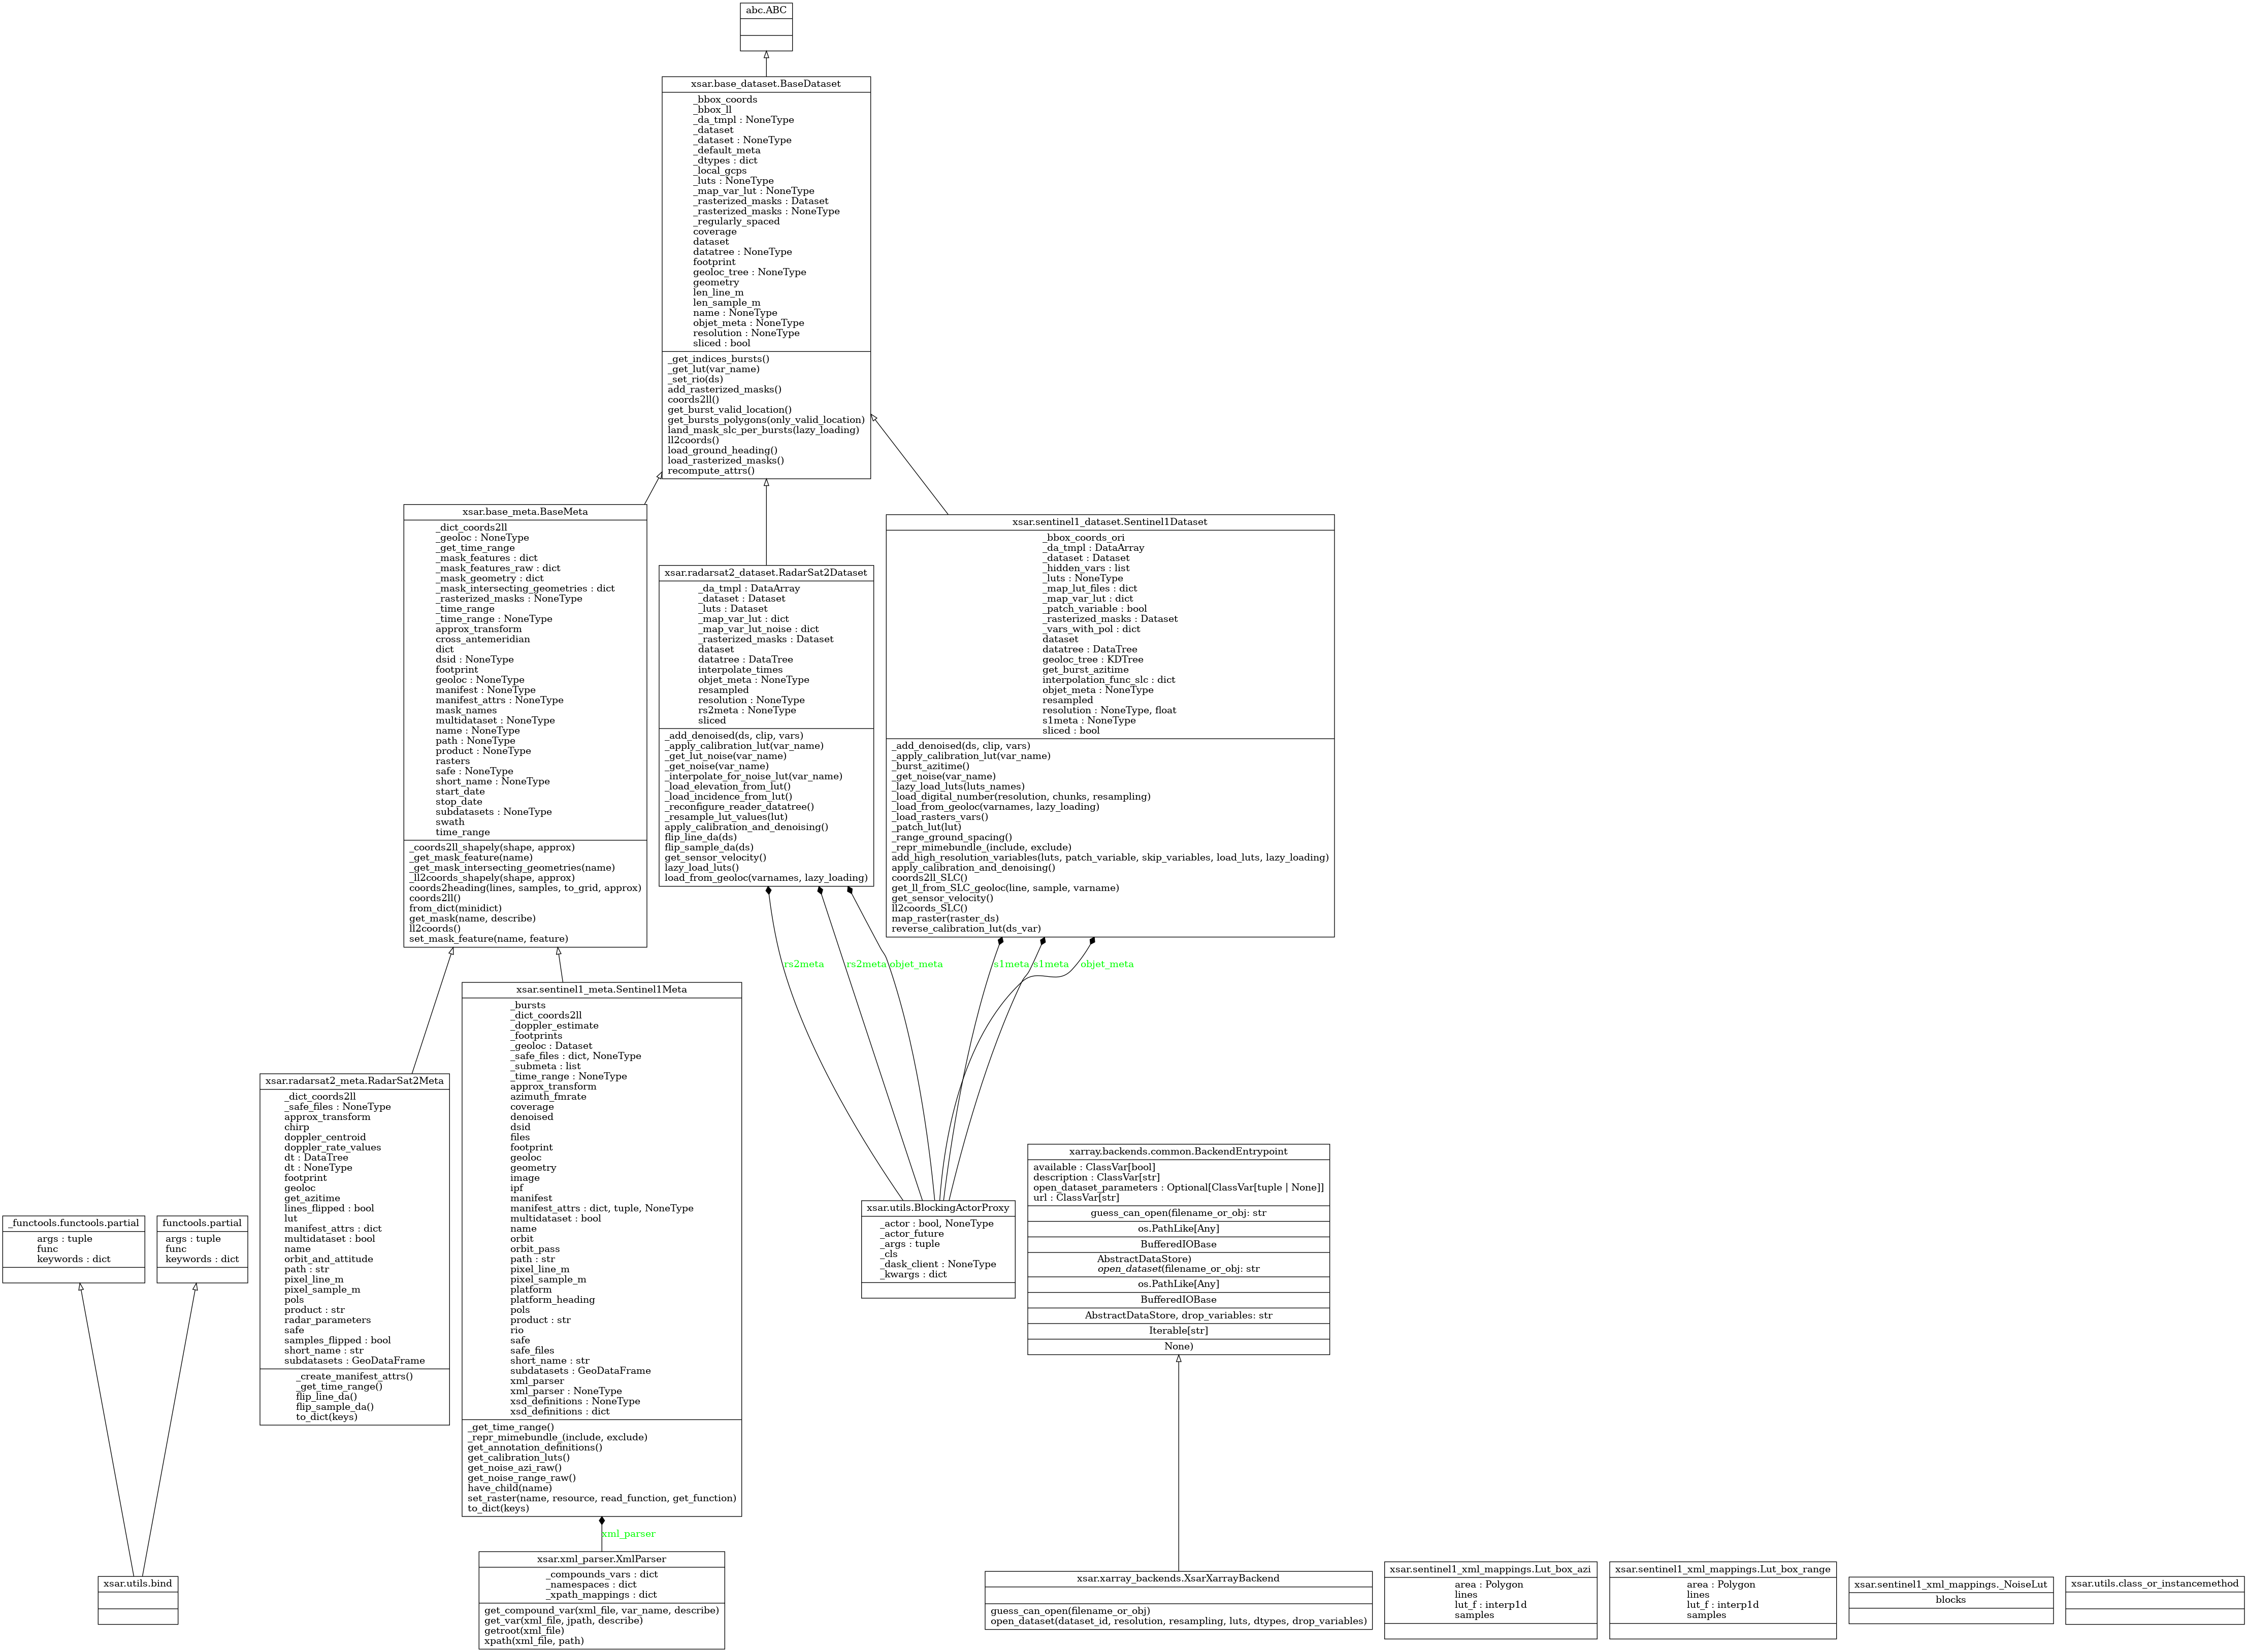 abc.ABC
xsar.base_dataset.BaseDataset
_bbox_coords
_bbox_ll
_da_tmpl : NoneType
_dataset
_dataset : NoneType
_default_meta
_dtypes : dict
_local_gcps
_luts : NoneType
_map_var_lut : NoneType
_rasterized_masks : Dataset
_rasterized_masks : NoneType
_regularly_spaced
coverage
dataset
datatree : NoneType
footprint
geoloc_tree : NoneType
geometry
len_line_m
len_sample_m
name : NoneType
objet_meta : NoneType
resolution : NoneType
sliced : bool
_get_indices_bursts()
_get_lut(var_name)
_set_rio(ds)
add_rasterized_masks()
coords2ll()
get_burst_valid_location()
get_bursts_polygons(only_valid_location)
land_mask_slc_per_bursts(lazy_loading)
ll2coords()
load_ground_heading()
load_rasterized_masks()
recompute_attrs()
xsar.base_meta.BaseMeta
_dict_coords2ll
_geoloc : NoneType
_get_time_range
_mask_features : dict
_mask_features_raw : dict
_mask_geometry : dict
_mask_intersecting_geometries : dict
_rasterized_masks : NoneType
_time_range
_time_range : NoneType
approx_transform
cross_antemeridian
dict
dsid : NoneType
footprint
geoloc : NoneType
manifest : NoneType
manifest_attrs : NoneType
mask_names
multidataset : NoneType
name : NoneType
path : NoneType
product : NoneType
rasters
safe : NoneType
short_name : NoneType
start_date
stop_date
subdatasets : NoneType
swath
time_range
_coords2ll_shapely(shape, approx)
_get_mask_feature(name)
_get_mask_intersecting_geometries(name)
_ll2coords_shapely(shape, approx)
coords2heading(lines, samples, to_grid, approx)
coords2ll()
from_dict(minidict)
get_mask(name, describe)
ll2coords()
set_mask_feature(name, feature)
xsar.radarsat2_dataset.RadarSat2Dataset
_da_tmpl : DataArray
_dataset : Dataset
_luts : Dataset
_map_var_lut : dict
_map_var_lut_noise : dict
_rasterized_masks : Dataset
dataset
datatree : DataTree
interpolate_times
objet_meta : NoneType
resampled
resolution : NoneType
rs2meta : NoneType
sliced
_add_denoised(ds, clip, vars)
_apply_calibration_lut(var_name)
_get_lut_noise(var_name)
_get_noise(var_name)
_interpolate_for_noise_lut(var_name)
_load_elevation_from_lut()
_load_incidence_from_lut()
_reconfigure_reader_datatree()
_resample_lut_values(lut)
apply_calibration_and_denoising()
flip_line_da(ds)
flip_sample_da(ds)
get_sensor_velocity()
lazy_load_luts()
load_from_geoloc(varnames, lazy_loading)
xsar.sentinel1_dataset.Sentinel1Dataset
_bbox_coords_ori
_da_tmpl : DataArray
_dataset : Dataset
_hidden_vars : list
_luts : NoneType
_map_lut_files : dict
_map_var_lut : dict
_patch_variable : bool
_rasterized_masks : Dataset
_vars_with_pol : dict
dataset
datatree : DataTree
geoloc_tree : KDTree
get_burst_azitime
interpolation_func_slc : dict
objet_meta : NoneType
resampled
resolution : NoneType, float
s1meta : NoneType
sliced : bool
_add_denoised(ds, clip, vars)
_apply_calibration_lut(var_name)
_burst_azitime()
_get_noise(var_name)
_lazy_load_luts(luts_names)
_load_digital_number(resolution, chunks, resampling)
_load_from_geoloc(varnames, lazy_loading)
_load_rasters_vars()
_patch_lut(lut)
_range_ground_spacing()
_repr_mimebundle_(include, exclude)
add_high_resolution_variables(luts, patch_variable, skip_variables, load_luts, lazy_loading)
apply_calibration_and_denoising()
coords2ll_SLC()
get_ll_from_SLC_geoloc(line, sample, varname)
get_sensor_velocity()
ll2coords_SLC()
map_raster(raster_ds)
reverse_calibration_lut(ds_var)
rs2meta
rs2meta
objet_meta
s1meta
s1meta
objet_meta
xsar.radarsat2_meta.RadarSat2Meta
_dict_coords2ll
_safe_files : NoneType
approx_transform
chirp
doppler_centroid
doppler_rate_values
dt : DataTree
dt : NoneType
footprint
geoloc
get_azitime
lines_flipped : bool
lut
manifest_attrs : dict
multidataset : bool
name
orbit_and_attitude
path : str
pixel_line_m
pixel_sample_m
pols
product : str
radar_parameters
safe
samples_flipped : bool
short_name : str
subdatasets : GeoDataFrame
_create_manifest_attrs()
_get_time_range()
flip_line_da()
flip_sample_da()
to_dict(keys)
xsar.sentinel1_meta.Sentinel1Meta
_bursts
_dict_coords2ll
_doppler_estimate
_footprints
_geoloc : Dataset
_safe_files : dict, NoneType
_submeta : list
_time_range : NoneType
approx_transform
azimuth_fmrate
coverage
denoised
dsid
files
footprint
geoloc
geometry
image
ipf
manifest
manifest_attrs : dict, tuple, NoneType
multidataset : bool
name
orbit
orbit_pass
path : str
pixel_line_m
pixel_sample_m
platform
platform_heading
pols
product : str
rio
safe
safe_files
short_name : str
subdatasets : GeoDataFrame
xml_parser
xml_parser : NoneType
xsd_definitions : NoneType
xsd_definitions : dict
_get_time_range()
_repr_mimebundle_(include, exclude)
get_annotation_definitions()
get_calibration_luts()
get_noise_azi_raw()
get_noise_range_raw()
have_child(name)
set_raster(name, resource, read_function, get_function)
to_dict(keys)
_functools.functools.partial
args : tuple
func
keywords : dict
functools.partial
args : tuple
func
keywords : dict
xsar.utils.BlockingActorProxy
_actor : bool, NoneType
_actor_future
_args : tuple
_cls
_dask_client : NoneType
_kwargs : dict
xarray.backends.common.BackendEntrypoint
available : ClassVar[bool]
description : ClassVar[str]
open_dataset_parameters : Optional[ClassVar[tuple | None]]
url : ClassVar[str]
guess_can_open(filename_or_obj: str
os.PathLike[Any]
BufferedIOBase
AbstractDataStore)
open_dataset(filename_or_obj: str
os.PathLike[Any]
BufferedIOBase
AbstractDataStore, drop_variables: str
Iterable[str]
None)
xml_parser
xsar.utils.bind
xsar.xml_parser.XmlParser
_compounds_vars : dict
_namespaces : dict
_xpath_mappings : dict
get_compound_var(xml_file, var_name, describe)
get_var(xml_file, jpath, describe)
getroot(xml_file)
xpath(xml_file, path)
xsar.xarray_backends.XsarXarrayBackend
guess_can_open(filename_or_obj)
open_dataset(dataset_id, resolution, resampling, luts, dtypes, drop_variables)
xsar.sentinel1_xml_mappings.Lut_box_azi
area : Polygon
lines
lut_f : interp1d
samples
xsar.sentinel1_xml_mappings.Lut_box_range
area : Polygon
lines
lut_f : interp1d
samples
xsar.sentinel1_xml_mappings._NoiseLut
blocks
xsar.utils.class_or_instancemethod